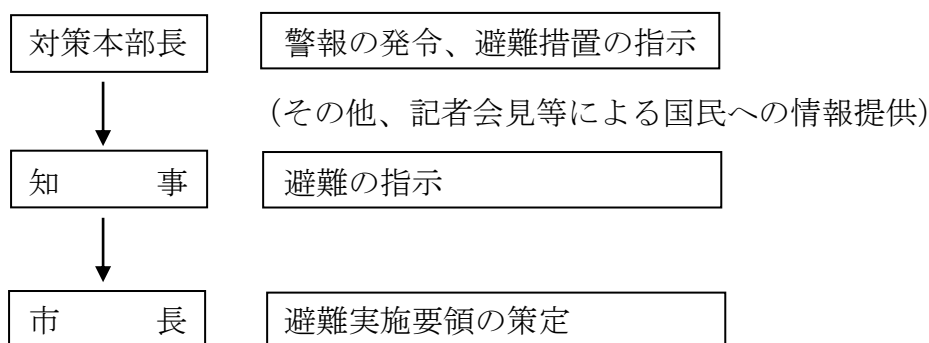 対策本部長 警報の発令、避難措置の指示
（その他、記者会見等による国民への情報提供）
知　　　事 避難の指示
市　　　長 避難実施要領の策定